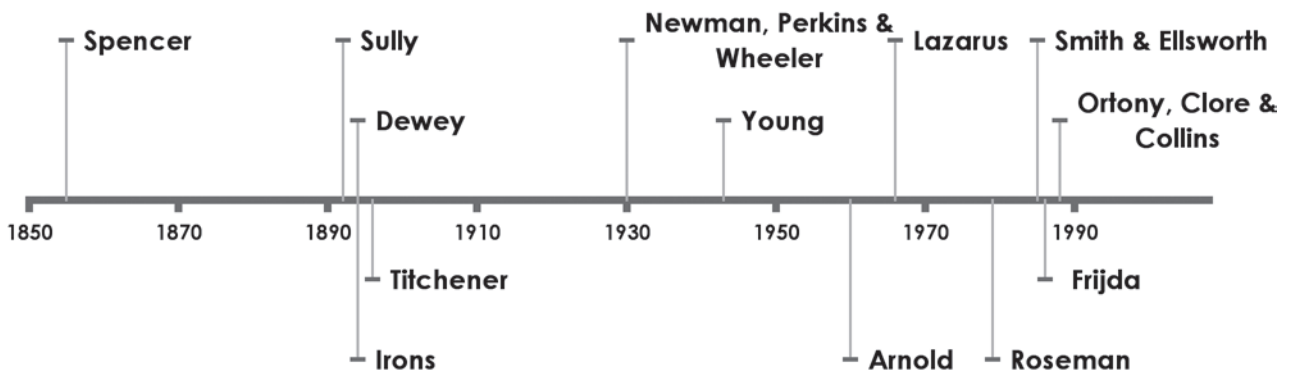 Spencer
Sully
Newman, Perkins &
Wheeler
Lazarus
Smith & Ellsworth
Dewey
Young
Ortony, Clore &
Collins
1850 1870 1890 1910 1930 1950 1970 1990
Titchener
Frijda
Irons
Arnold
Roseman